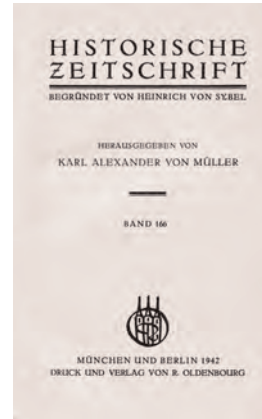 HISTORISCHE
ZEITSCHRIFT
BEGRÜNDET VON HEINRICH VON SYBEL
HERAUSGEGEBEN VON
KARL ALEXANDER VON MÜLLER
BAND 166
MÜNCHEN UND BERLIN 1942
DRUCK UND VERLAG VON R. OLDENBOURG